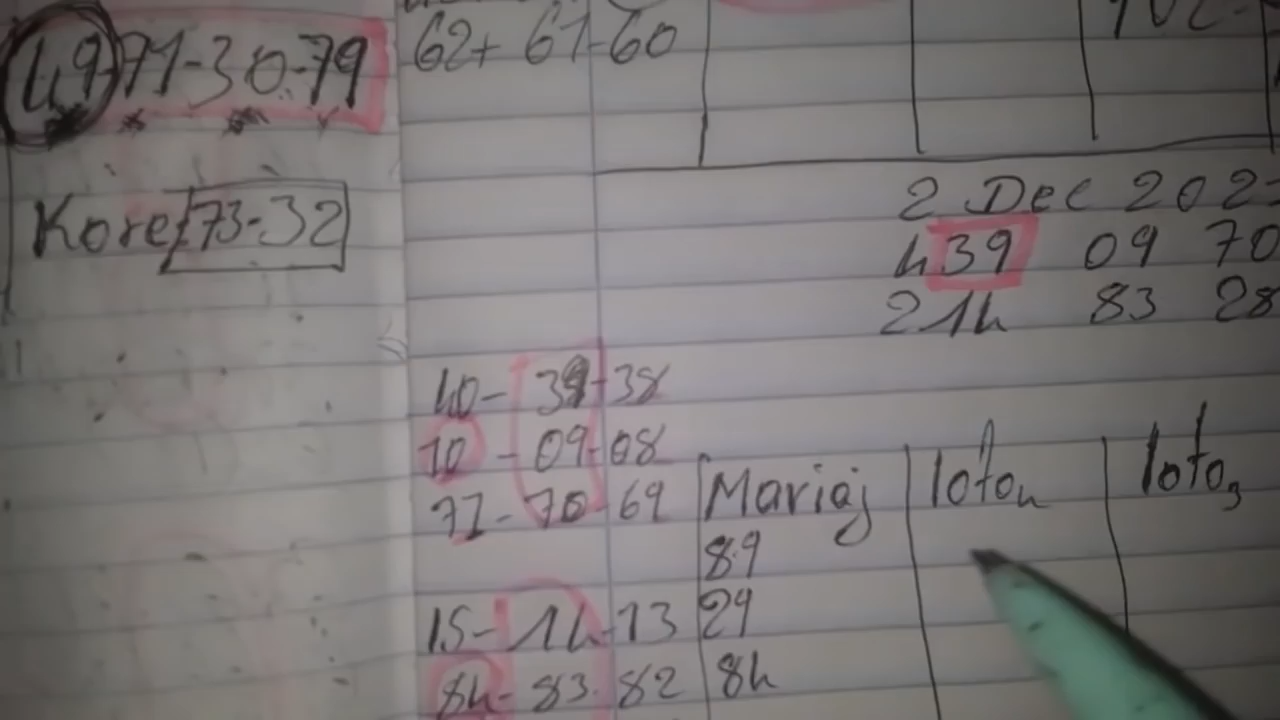 49-71-30-79
Kore 73-32
62+ 61-60
2 Dec 202
439 09 70
214 83 28
40- 39-38
10 - 09-08
71- 70-69
15- 14-13
84- 83-82
Mariaj loto4 loto3
89
29
84